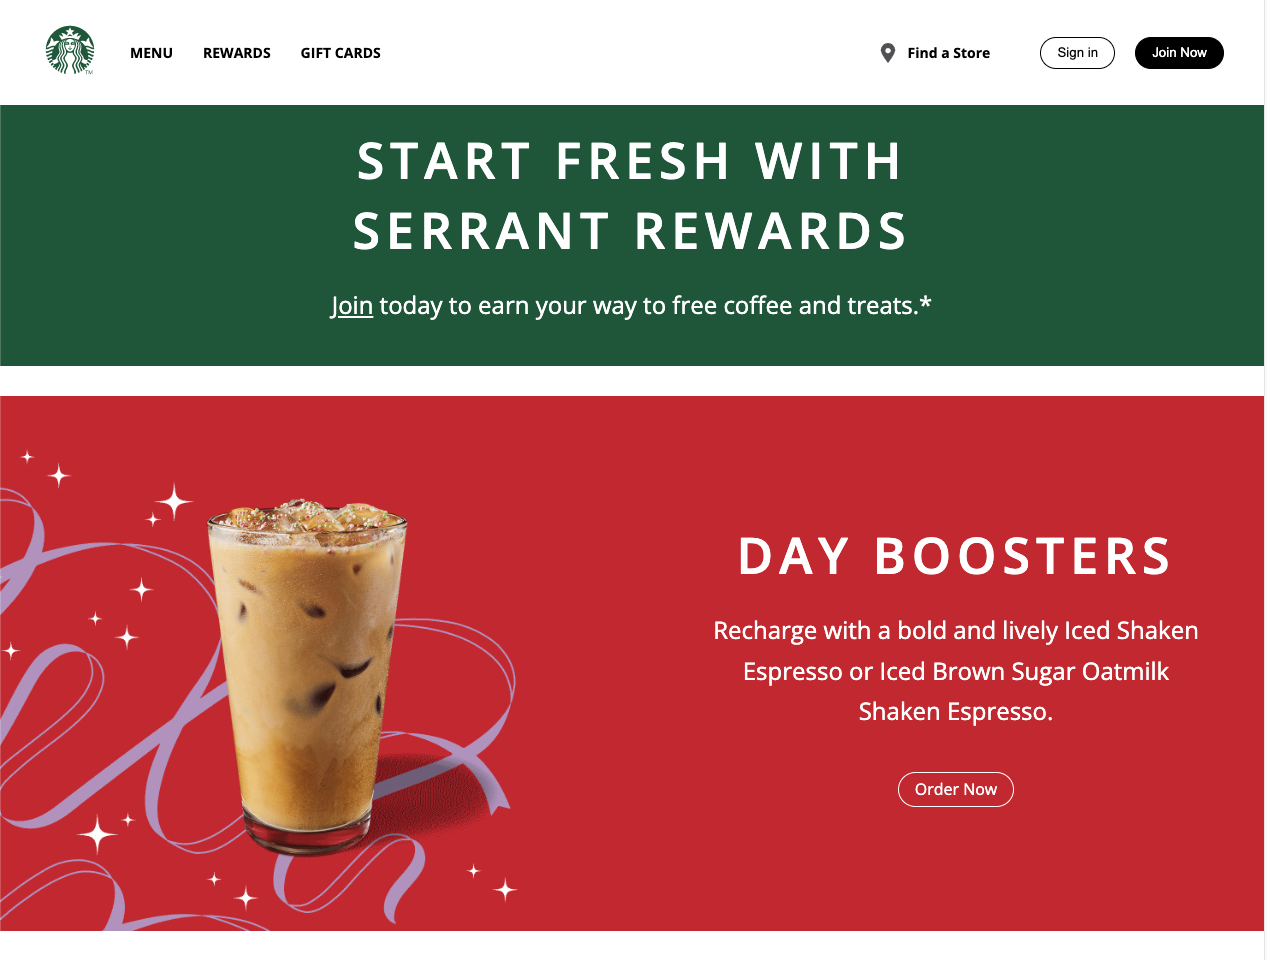 MENU REWARDS GIFT CARDS Find a Store Sign in Join Now
START FRESH WITH
SERRANT REWARDS
Join today to earn your way to free coffee and treats.*
DAY BOOSTERS
Recharge with a bold and lively Iced Shaken
Espresso or Iced Brown Sugar Oatmilk
Shaken Espresso.
Order Now
TM